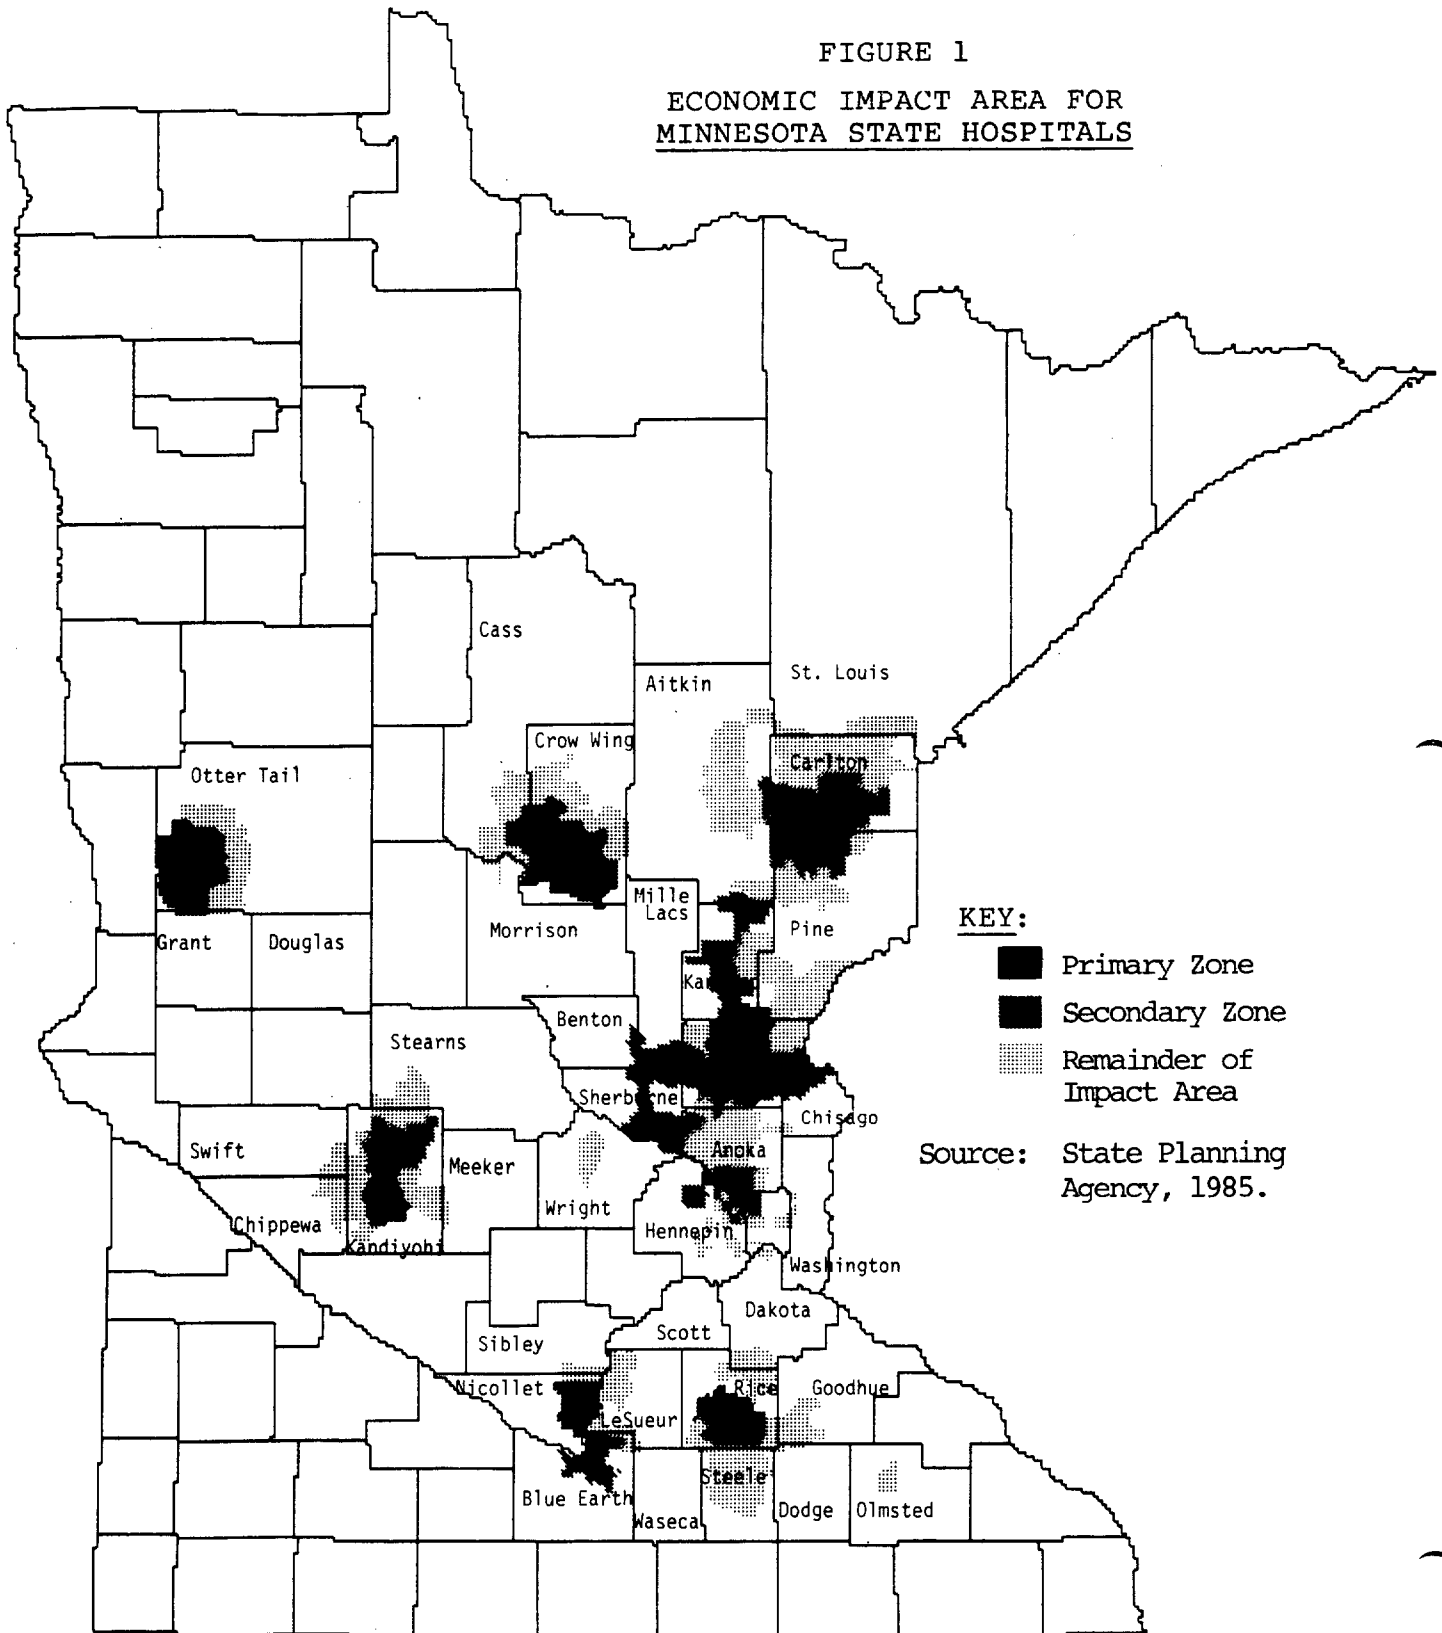 FIGURE 1
ECONOMIC IMPACT AREA FOR
MINNESOTA STATE HOSPITALS
Cass
St. Louis
Aitkin
Crow Wing
Carlton
Otter Tail
Mille
Lacs
KEY:
Morrison
Pine
Grant
Douglas
Primary Zone
Secondary Zone
Benton
Stearns
Remainder of
Impact Area
Sherburne
Chisago
Swift
Anoka
Source: State Planning
Agency, 1985.
Meeker
Wright
Chippewa
Hennepin
Kandiyohi
Washington
Dakota
Scott
Sibley
Nicollet
Rice
Goodhue
LeSueur
Steele
Blue Earth
Waseca
Dodge
Olmsted